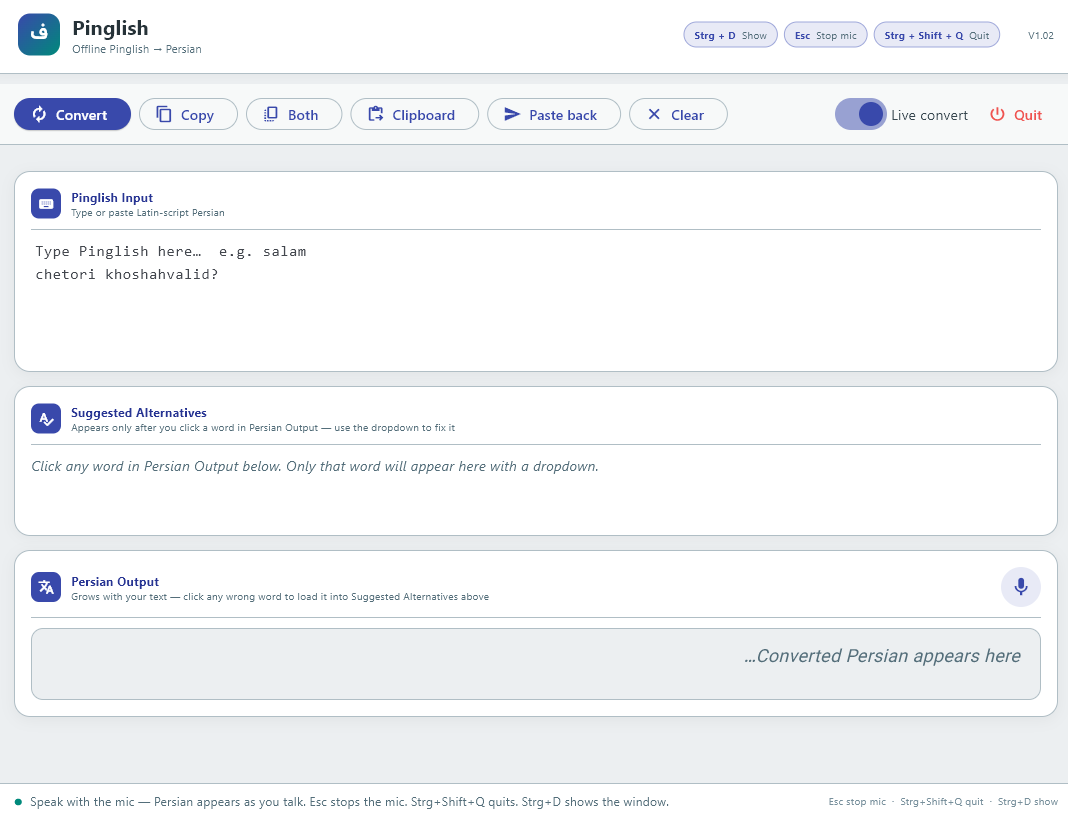 ف
Pinglish
Offline Pinglish → Persian
Strg + D Show
Esc Stop mic
Strg + Shift + Q Quit
V1.02
Convert
Copy
Both
Clipboard
Paste back
Clear
Live convert
Quit
Pinglish Input
Type or paste Latin-script Persian
Type Pinglish here… e.g. salam
chetori khoshahvalid?
Suggested Alternatives
Appears only after you click a word in Persian Output — use the dropdown to fix it
Click any word in Persian Output below. Only that word will appear here with a dropdown.
Persian Output
Grows with your text — click any wrong word to load it into Suggested Alternatives above
...Converted Persian appears here
Speak with the mic — Persian appears as you talk. Esc stops the mic. Strg+Shift+Q quits. Strg+D shows the window.
Esc stop mic · Strg+Shift+Q quit · Strg+D show